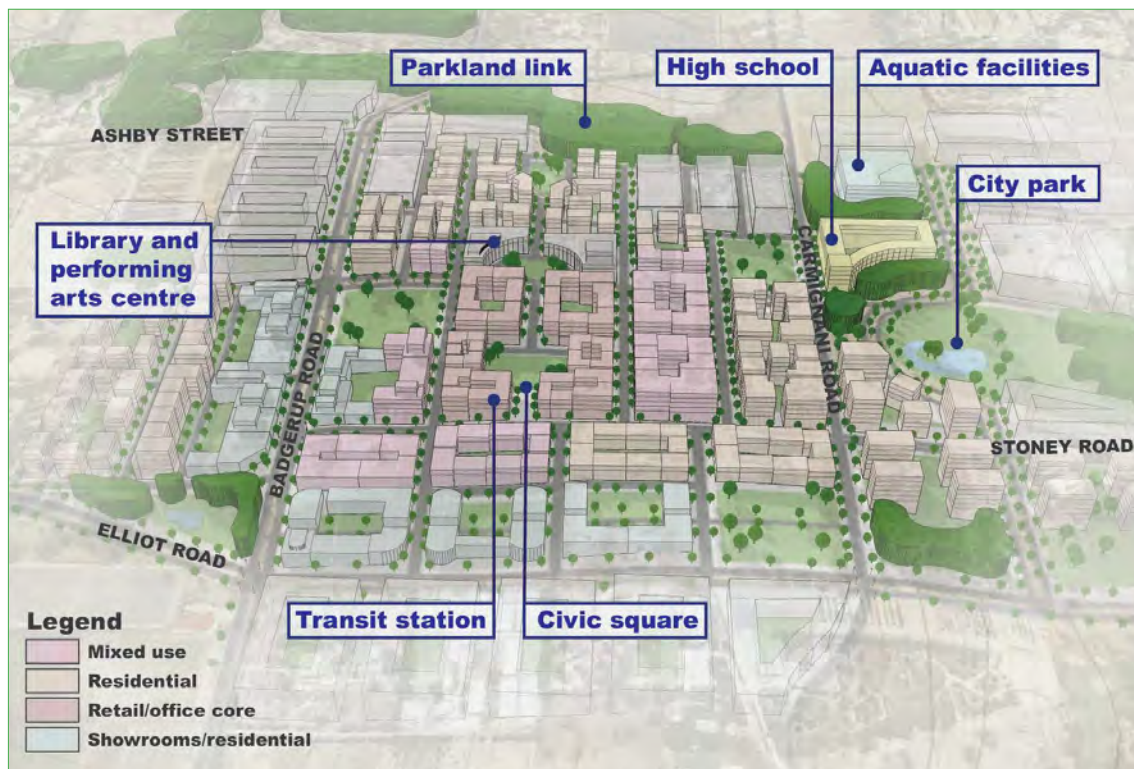 Parkland link
High school
Aquatic facilities
ASHBY STREET
City park
Library and
performing
arts centre
CARMIGNANI ROAD
BADGERUP ROAD
STONEY ROAD
ELLIOT ROAD
Transit station
Civic square
Legend
Mixed use
Residential
Retail/office core
Showrooms/residential